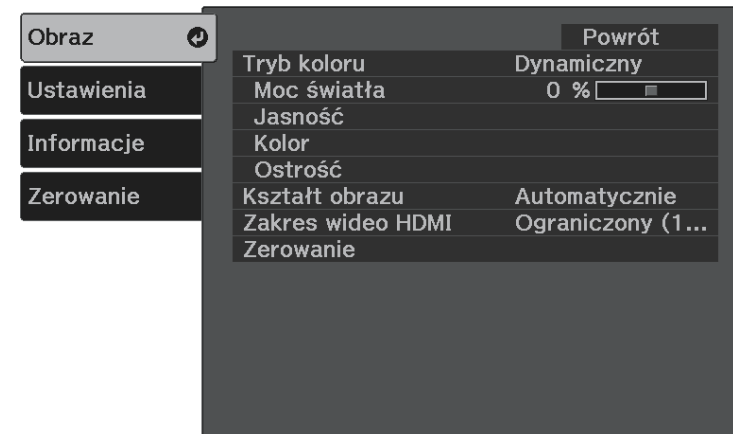 Obraz
Ustawienia
Informacje
Zerowanie
Powrót
Tryb koloru Dynamiczny
Moc światła 0 %
Jasność
Kolor
Ostrość
Kształt obrazu Automatycznie
Zakres wideo HDMI Ograniczony (1...
Zerowanie